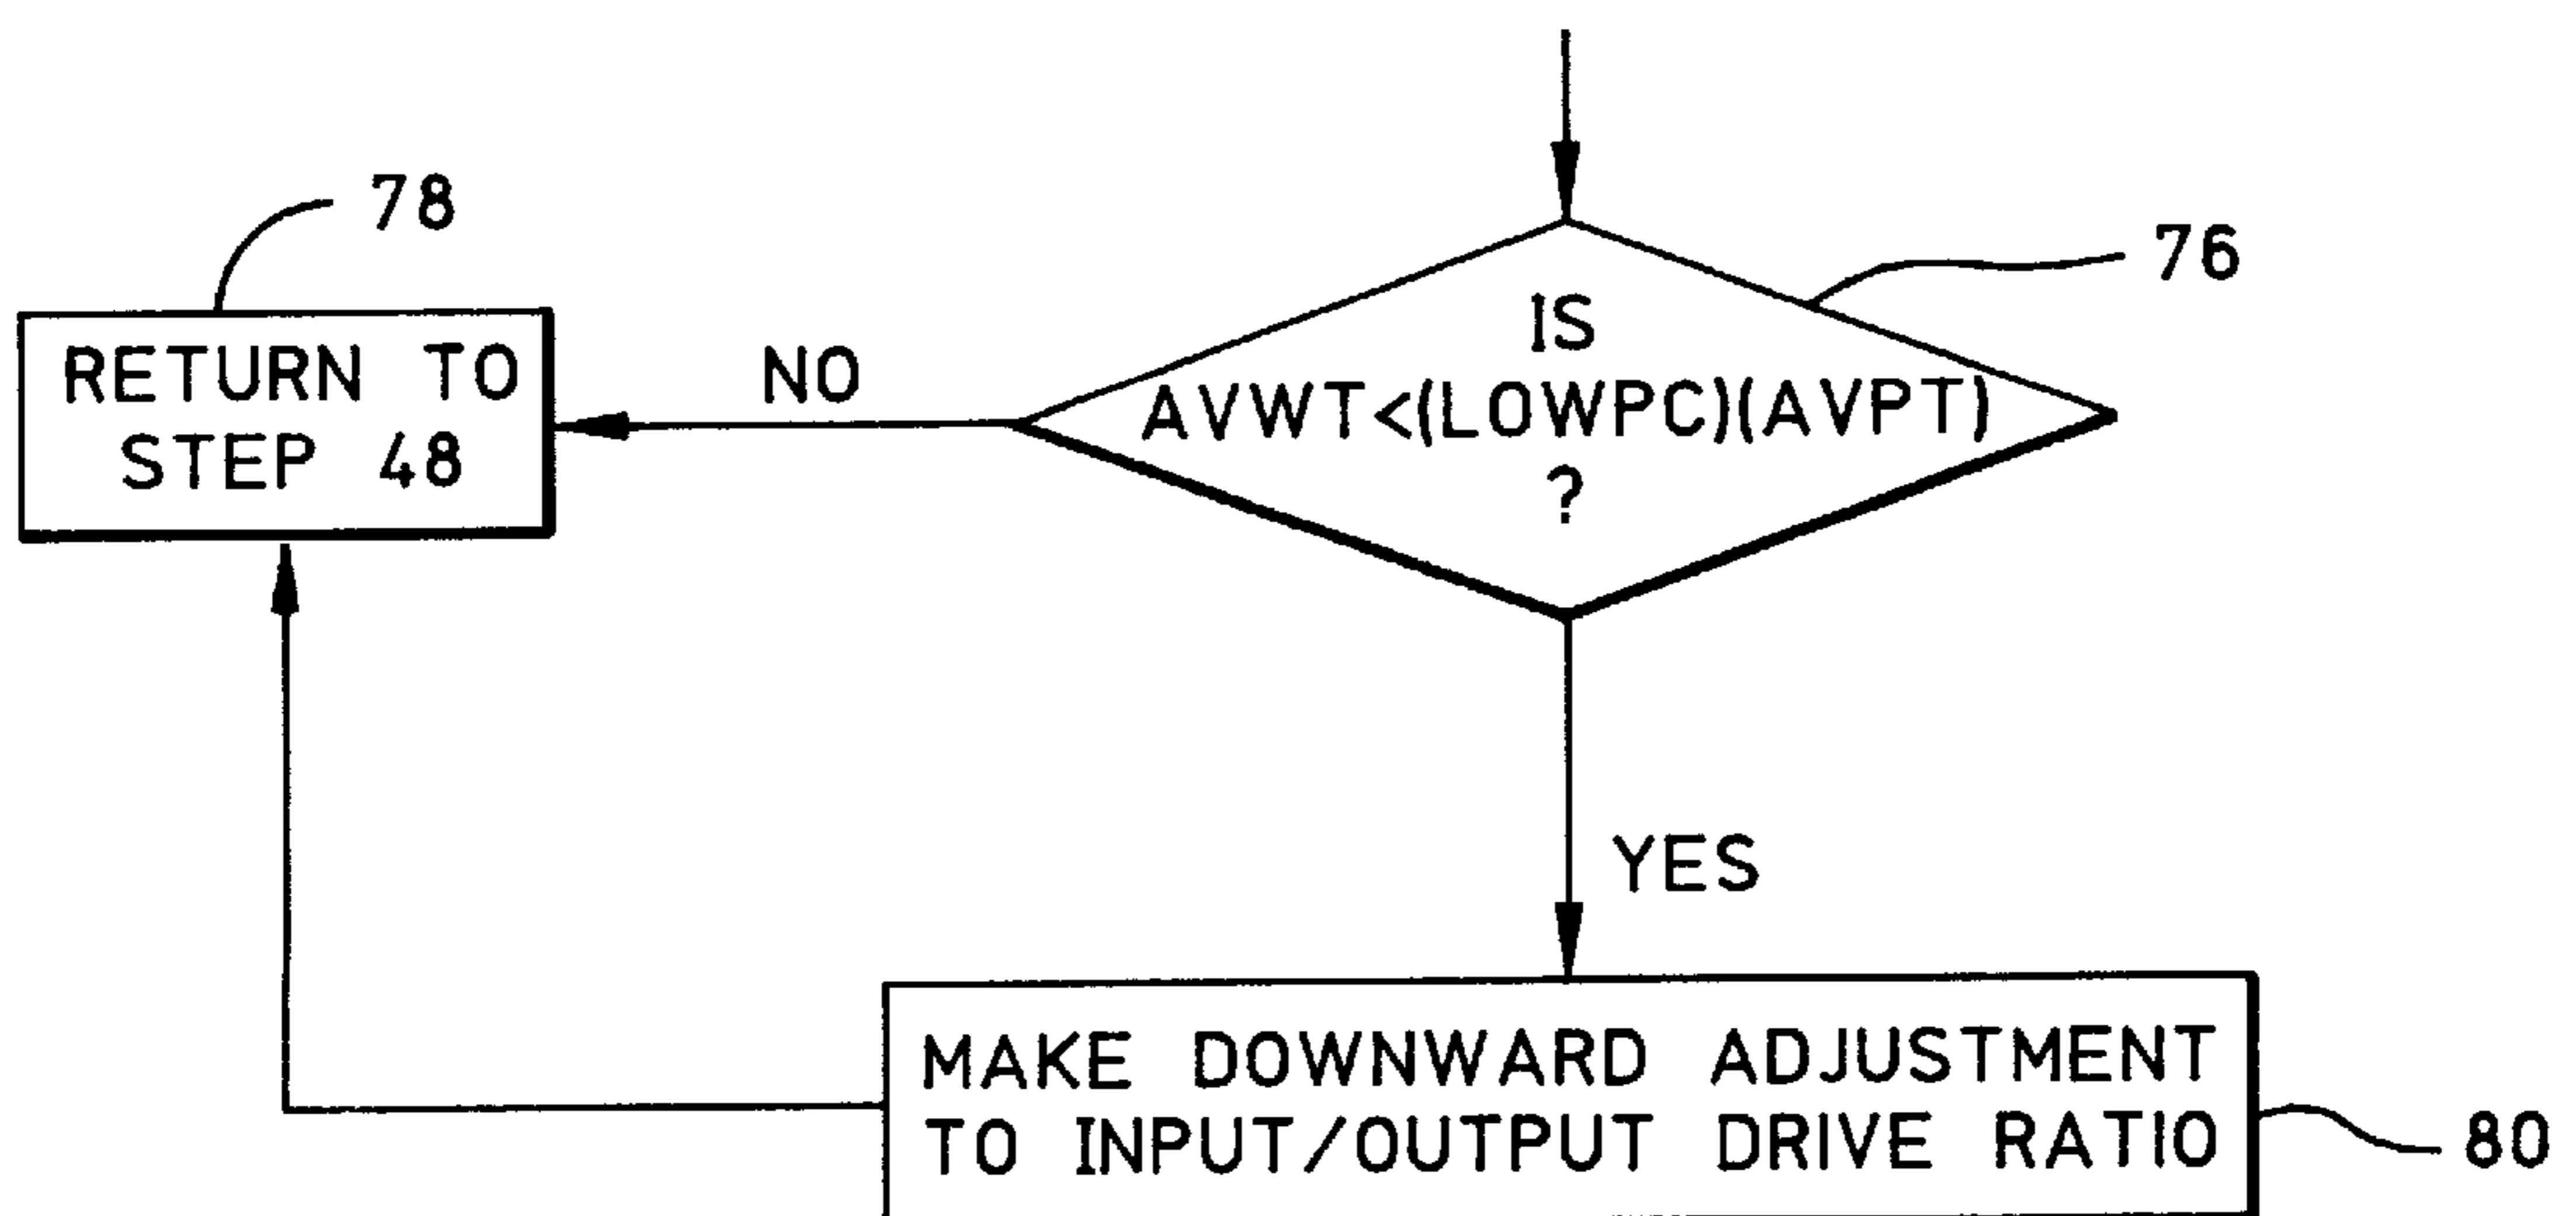 78
76
IS
AVWT<(LOWPC)(AVPT)
?
NO
RETURN TO
STEP 48
YES
MAKE DOWNWARD ADJUSTMENT
TO INPUT/OUTPUT DRIVE RATIO
80